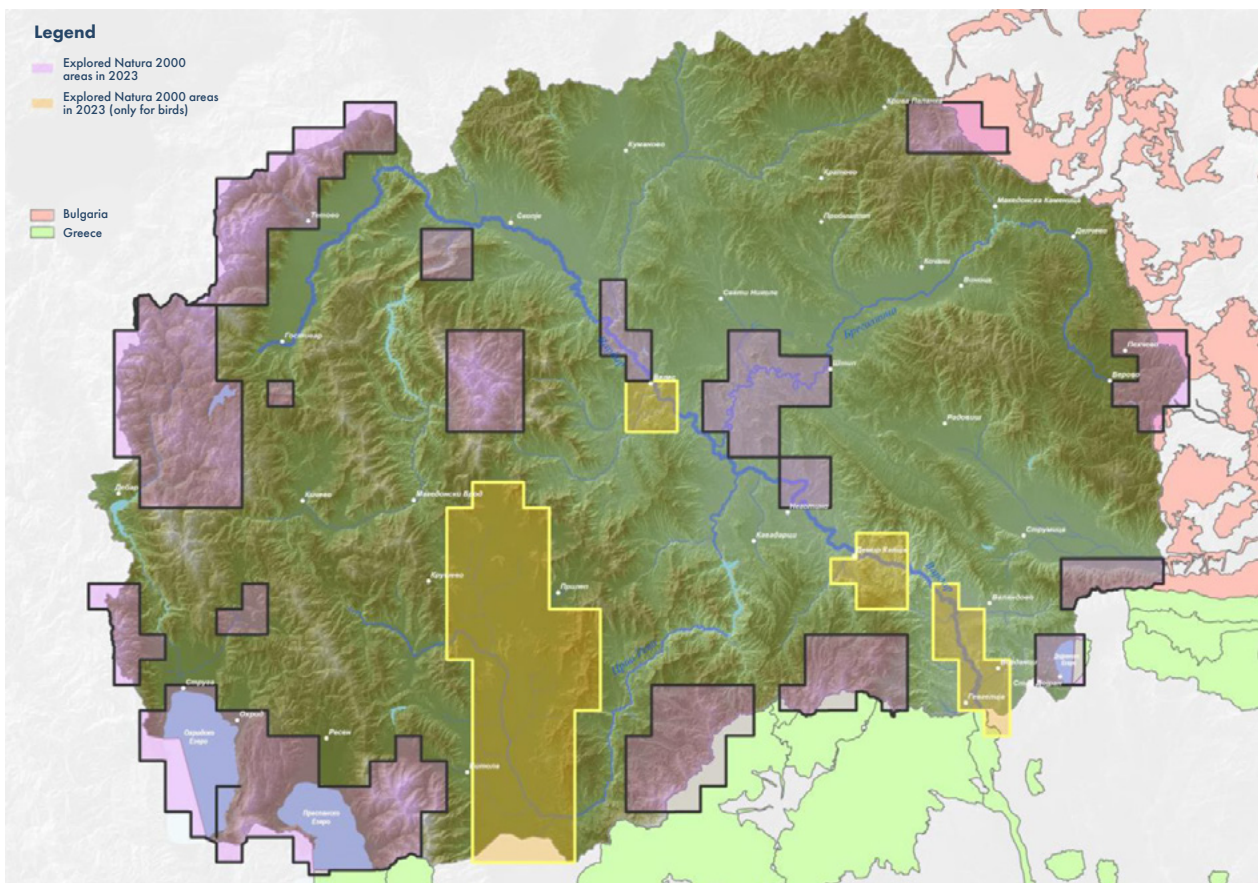 Legend
Explored Natura 2000
areas in 2023
Explored Natura 2000 areas
in 2023 (only for birds)
Bulgaria
Greece
Крива Паланка
Куманово
Кратово
Македонска Каменица
Тетово
Скопје
Пробиштип
Делчево
Кочани
Виница
Свети Николе
Брегалница
Гостивар
Вардар
Пехчево
Штип
Велес
Берово
Радовиш
Дебар
Кичево
Македонски Брод
Неготино
Струмица
Кавадарци
Демир Капија
Вардар
Крушево
Прилеп
Валандово
Црна Река
Струга
Охрид
Охридско
Езеро
Ресен
Гевгелија
Битола
Преспанско
Езеро